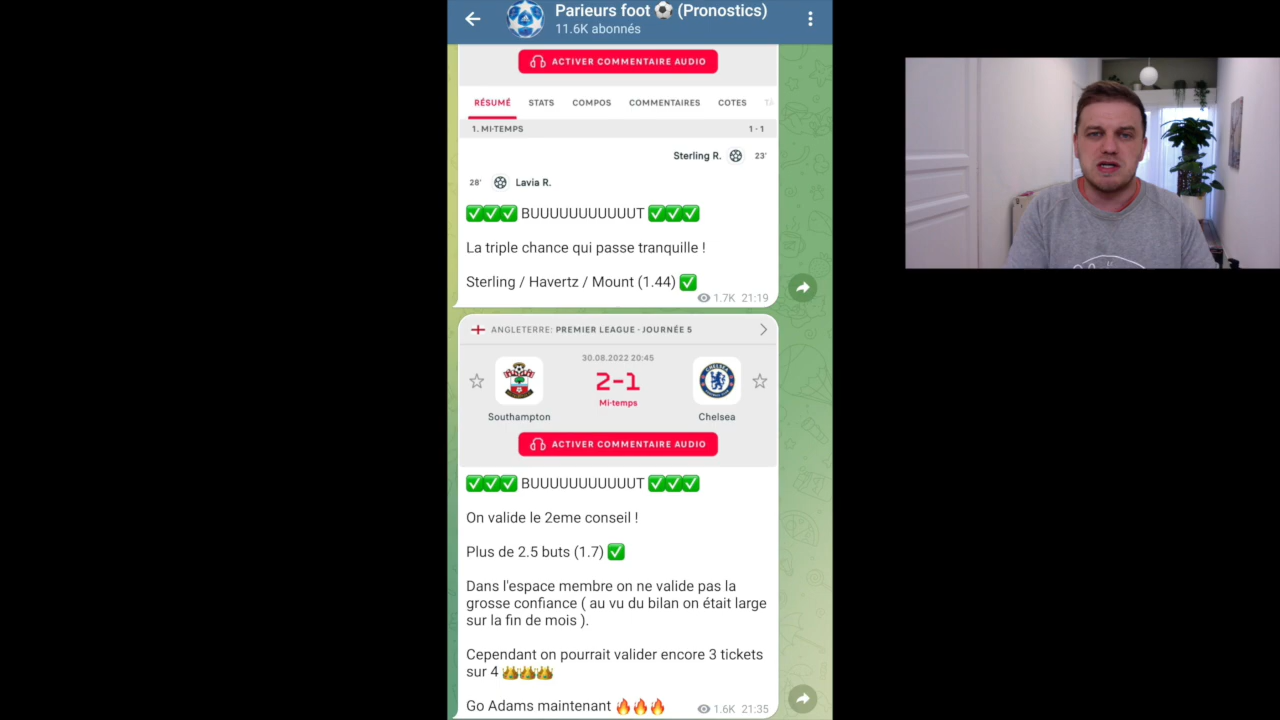 Parieurs foot ⚽ (Pronostics)
11.6K abonnés
ACTIVER COMMENTAIRE AUDIO
RÉSUMÉ STATS COMPOS COMMENTAIRES COTES
1. MI-TEMPS 1 - 1
Sterling R. 23'
28' Lavia R.
✅✅✅ BUUUUUUUUUUUT ✅✅✅
La triple chance qui passe tranquille !
Sterling / Havertz / Mount (1.44) ✅
1.7K 21:19
ANGLETERRE: PREMIER LEAGUE - JOURNÉE 5
30.08.2022 20:45
2-1
Mi-temps
Southampton Chelsea
ACTIVER COMMENTAIRE AUDIO
✅✅✅ BUUUUUUUUUUUT ✅✅✅
On valide le 2eme conseil !
Plus de 2.5 buts (1.7) ✅
Dans l'espace membre on ne valide pas la
grosse confiance ( au vu du bilan on était large
sur la fin de mois ).
Cependant on pourrait valider encore 3 tickets
sur 4 👑👑👑
Go Adams maintenant 🔥🔥🔥
1.6K 21:35